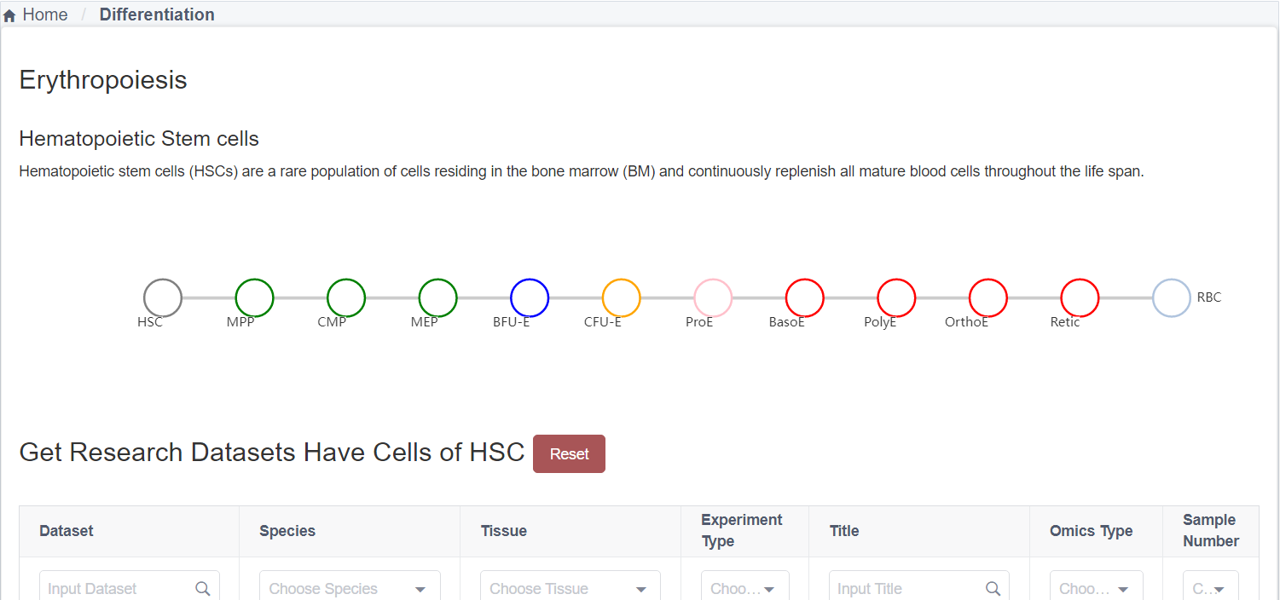 Home / Differentiation
Erythropoiesis
Hematopoietic Stem cells
Hematopoietic stem cells (HSCs) are a rare population of cells residing in the bone marrow (BM) and continuously replenish all mature blood cells throughout the life span.
HSC MPP CMP MEP BFU-E CFU-E ProE BasoE PolyE OrthoE Retic RBC
Get Research Datasets Have Cells of HSC Reset
Dataset Species Tissue Experiment Type Title Omics Type Sample Number
Input Dataset Choose Species Choose Tissue Choo... Input Title Choo... C...